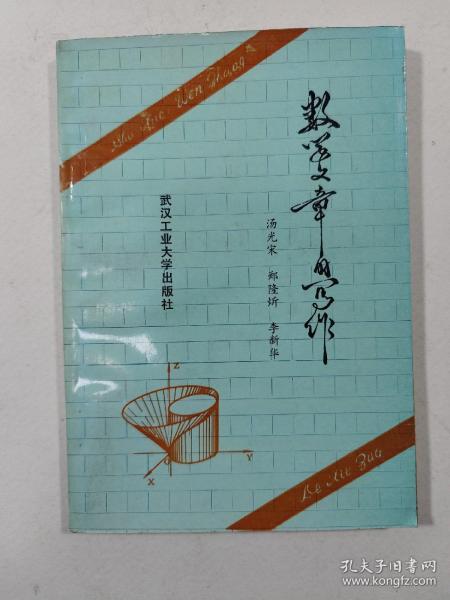 Shu Xue Wen Zhang
数学文章的写作
汤光宋 郑隆炘 李新华
武汉工业大学出版社
Z
X
Y
De Xie Zuo
孔夫子旧书网
www.kongfz.com